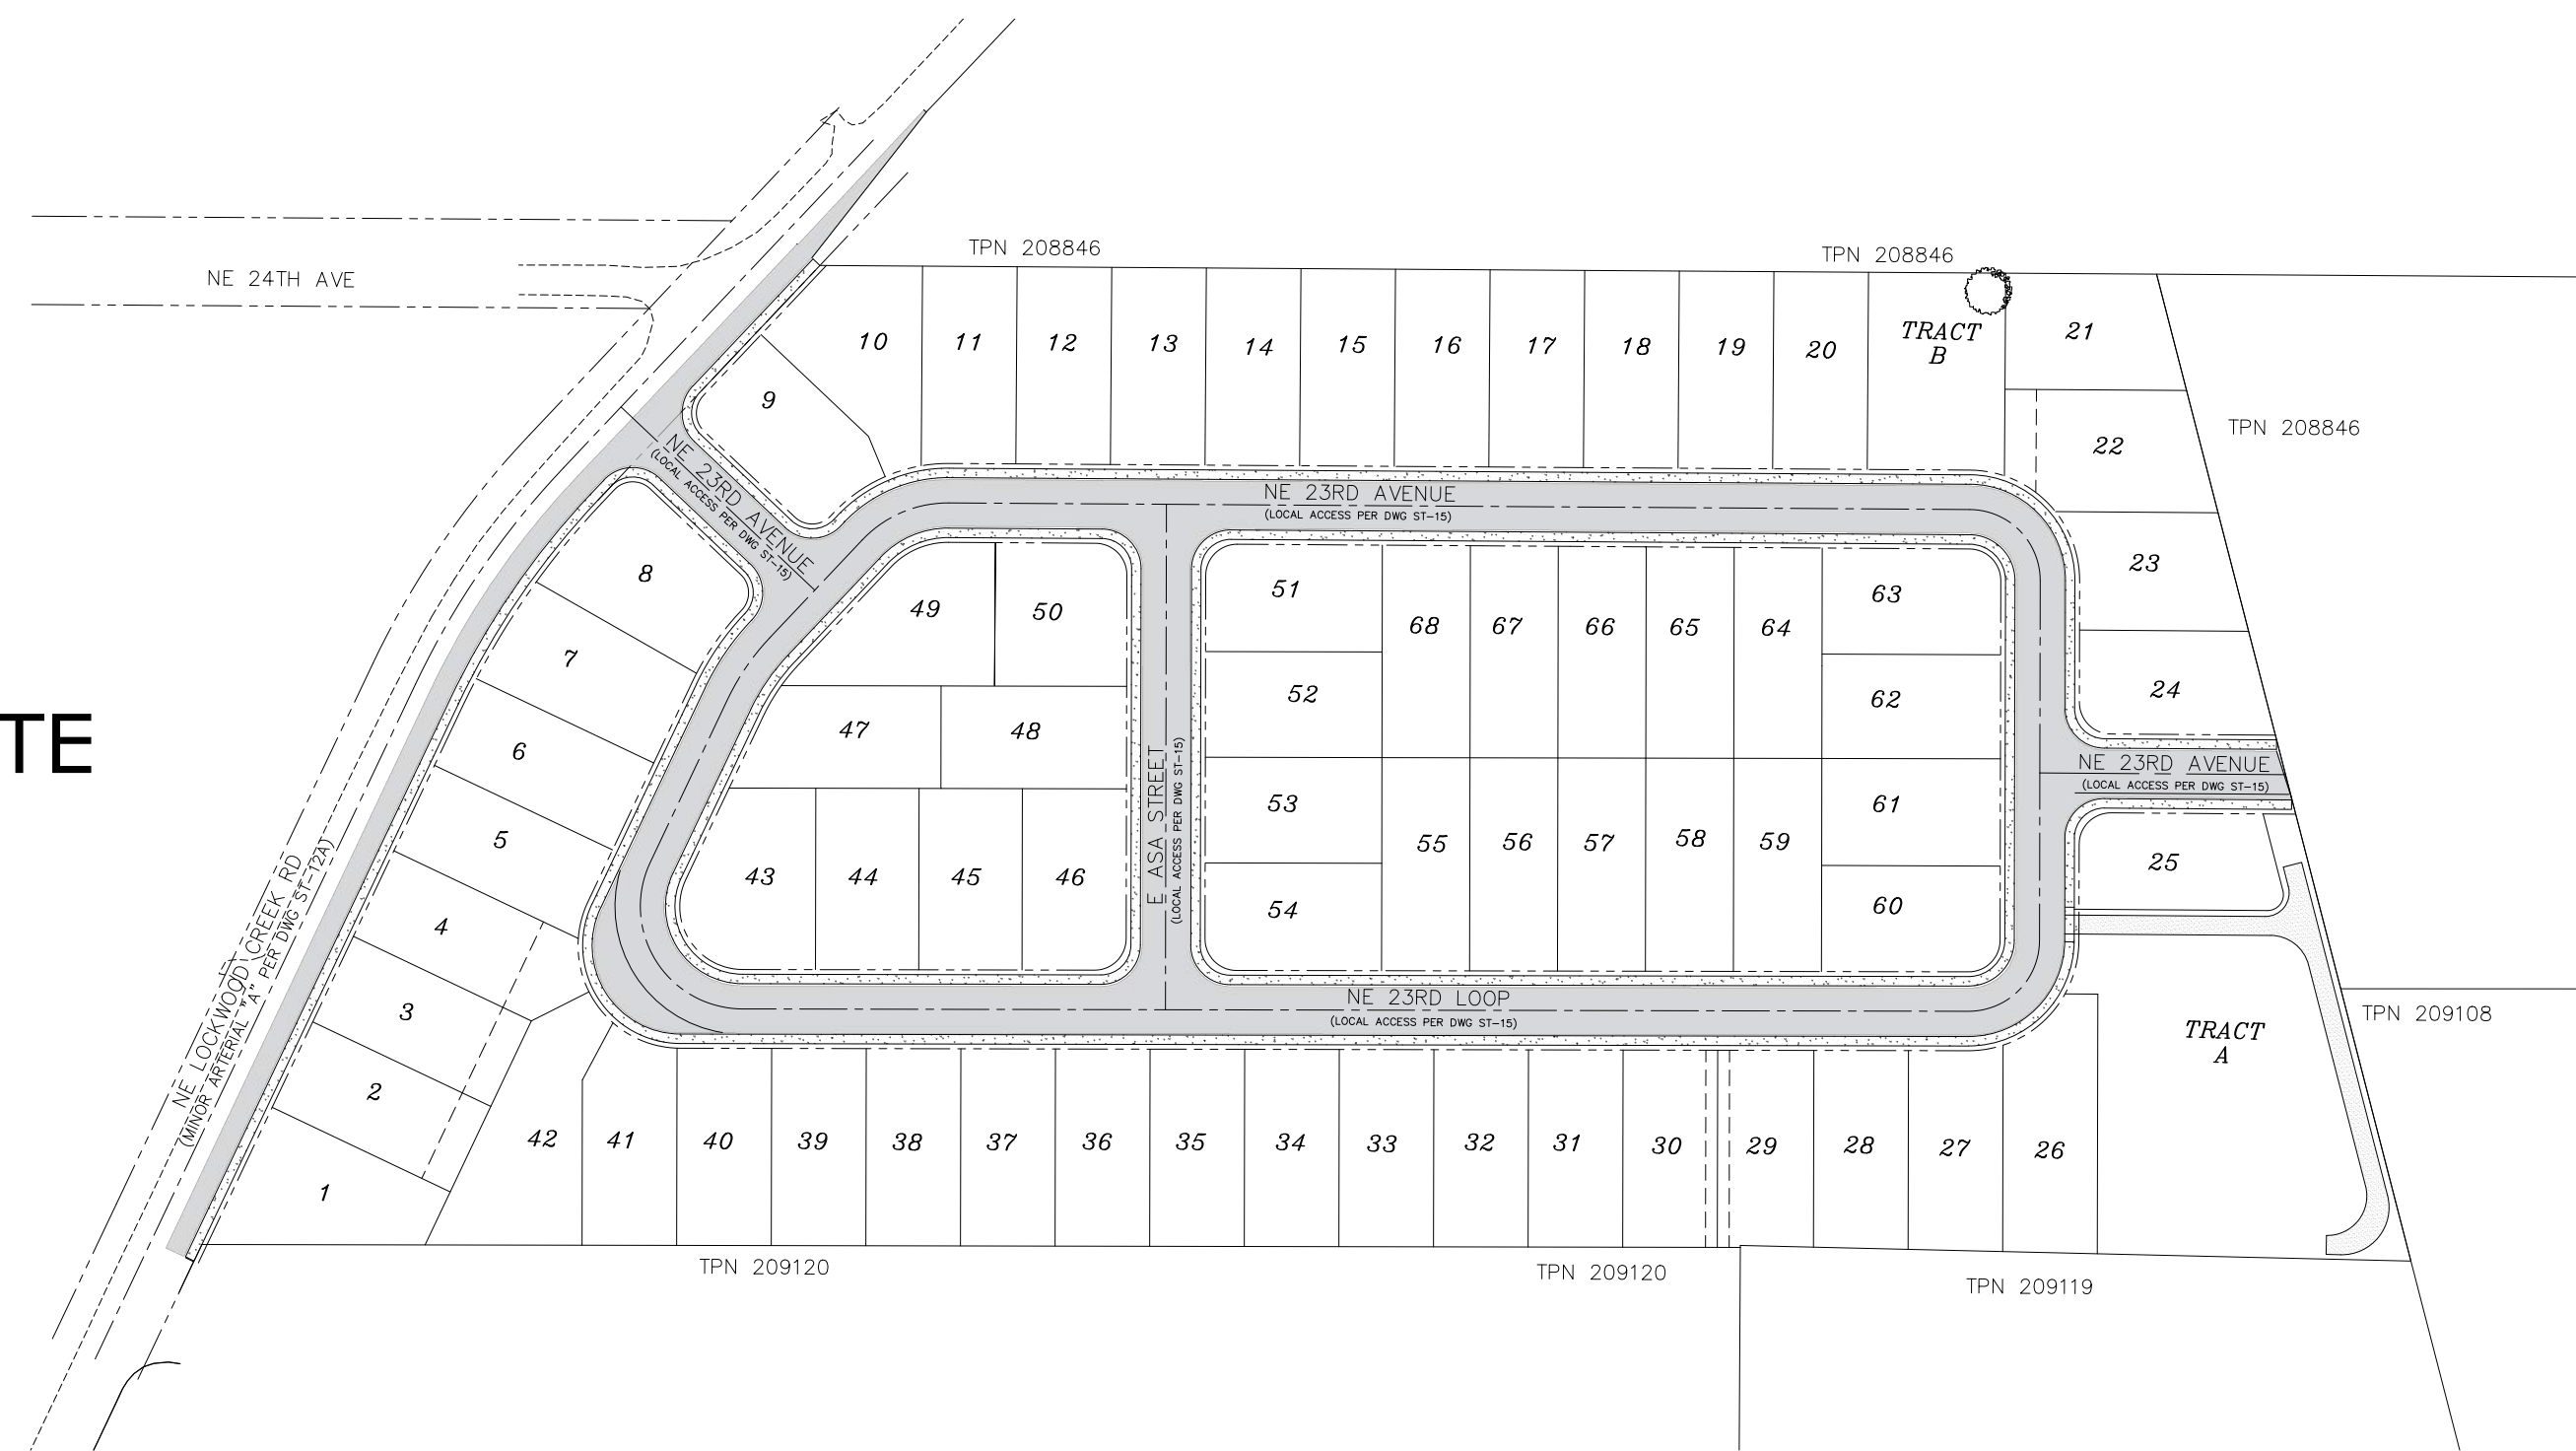 TPN 208846
TPN 208846
NE 24TH AVE
10
11
12
13
14
15
16
17
18
19
20
TRACT
B
21
9
22
TPN 208846
NE 23RD AVENUE
(LOCAL ACCESS PER DWG ST-15)
NE 23RD AVENUE
(LOCAL ACCESS PER DWG ST-15)
23
8
49
50
51
68
67
66
65
64
63
7
52
62
24
6
47
48
TE
NE 23RD AVENUE
(LOCAL ACCESS PER DWG ST-15)
E ASA STREET
(LOCAL ACCESS PER DWG ST-15)
53
61
5
55
56
57
58
59
25
43
44
45
46
54
60
4
NE LOCKWOOD CREEK RD
(MINOR ARTERIAL "A" PER DWG ST-12A)
3
NE 23RD LOOP
(LOCAL ACCESS PER DWG ST-15)
TPN 209108
TRACT
A
2
42
41
40
39
38
37
36
35
34
33
32
31
30
29
28
27
26
1
TPN 209120
TPN 209120
TPN 209119